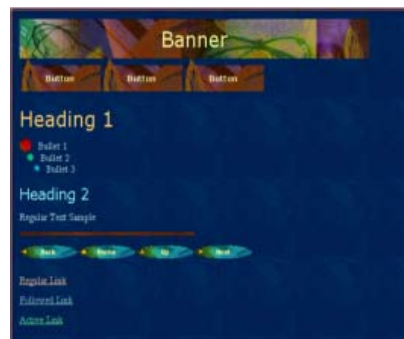 Banner
Button Button Button
Heading 1
Bullet 1
Bullet 2
Bullet 3
Heading 2
Regular Text Sample
Back Home Up Next
Regular Link
Followed Link
Active Link